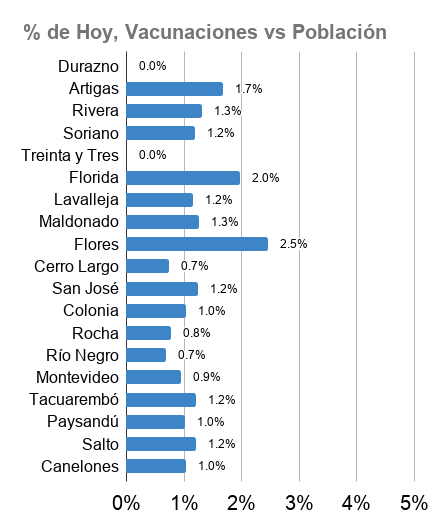 % de Hoy, Vacunaciones vs Población
Durazno 0.0%
Artigas 1.7%
Rivera 1.3%
Soriano 1.2%
Treinta y Tres 0.0%
Florida 2.0%
Lavalleja 1.2%
Maldonado 1.3%
Flores 2.5%
Cerro Largo 0.7%
San José 1.2%
Colonia 1.0%
Rocha 0.8%
Río Negro 0.7%
Montevideo 0.9%
Tacuarembó 1.2%
Paysandú 1.0%
Salto 1.2%
Canelones 1.0%
0% 1% 2% 3% 4% 5%